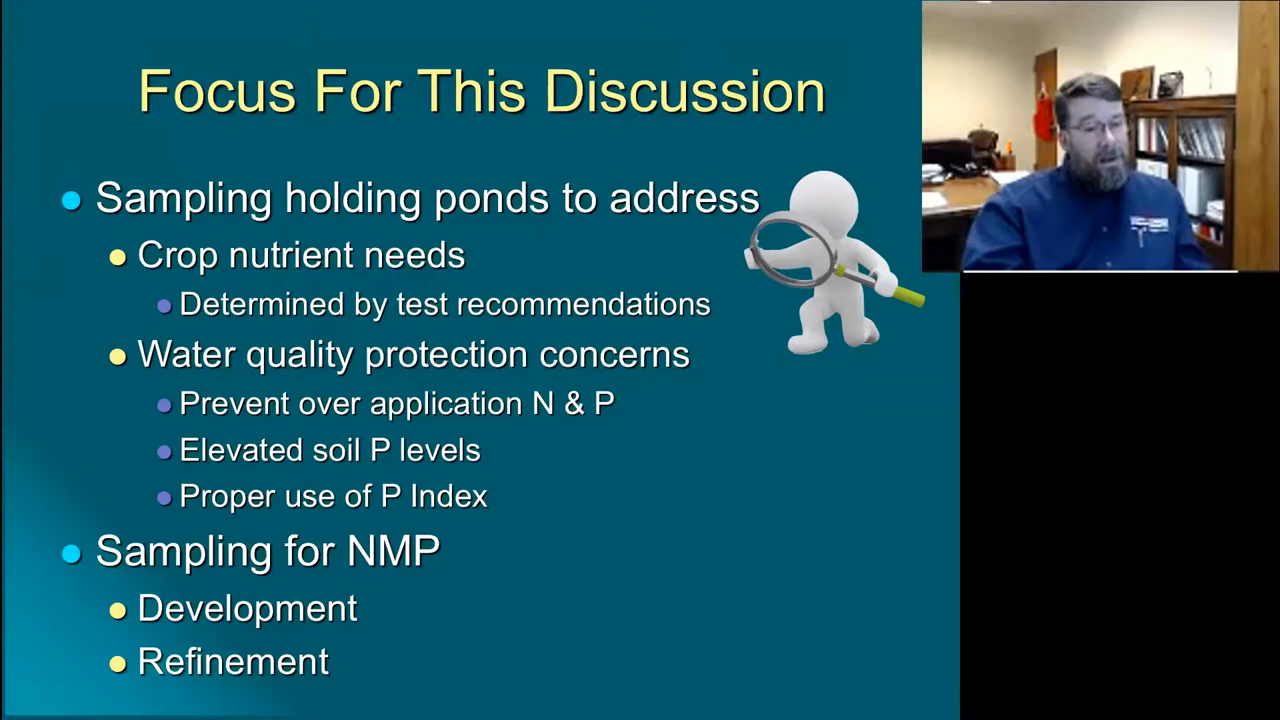 Focus For This Discussion
Sampling holding ponds to address
Crop nutrient needs
Determined by test recommendations
Water quality protection concerns
Prevent over application N & P
Elevated soil P levels
Proper use of P Index
Sampling for NMP
Development
Refinement